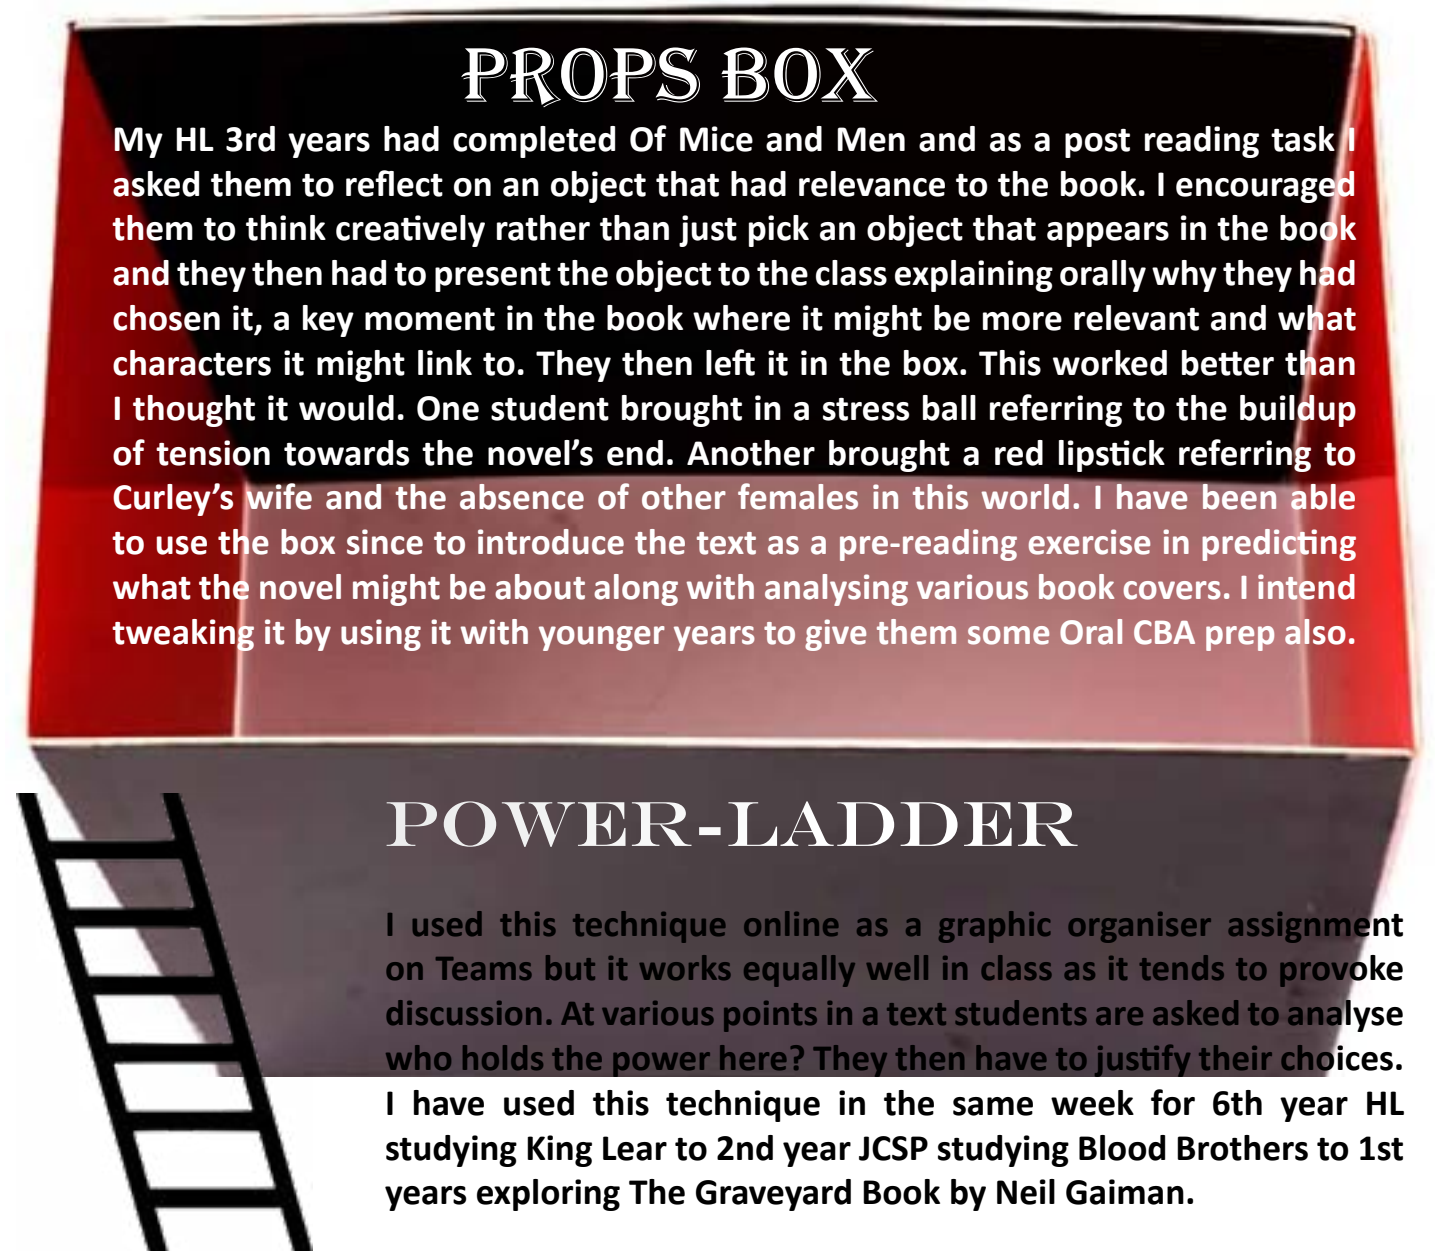 PROPS BOX
My HL 3rd years had completed Of Mice and Men and as a post reading task I
asked them to reflect on an object that had relevance to the book. I encouraged
them to think creatively rather than just pick an object that appears in the book
and they then had to present the object to the class explaining orally why they had
chosen it, a key moment in the book where it might be more relevant and what
characters it might link to. They then left it in the box. This worked better than
I thought it would. One student brought in a stress ball referring to the buildup
of tension towards the novel’s end. Another brought a red lipstick referring to
Curley’s wife and the absence of other females in this world. I have been able
to use the box since to introduce the text as a pre-reading exercise in predicting
what the novel might be about along with analysing various book covers. I intend
tweaking it by using it with younger years to give them some Oral CBA prep also.
POWER-LADDER
I used this technique online as a graphic organiser assignment
on Teams but it works equally well in class as it tends to provoke
discussion. At various points in a text students are asked to analyse
who holds the power here? They then have to justify their choices.
I have used this technique in the same week for 6th year HL
studying King Lear to 2nd year JCSP studying Blood Brothers to 1st
years exploring The Graveyard Book by Neil Gaiman.